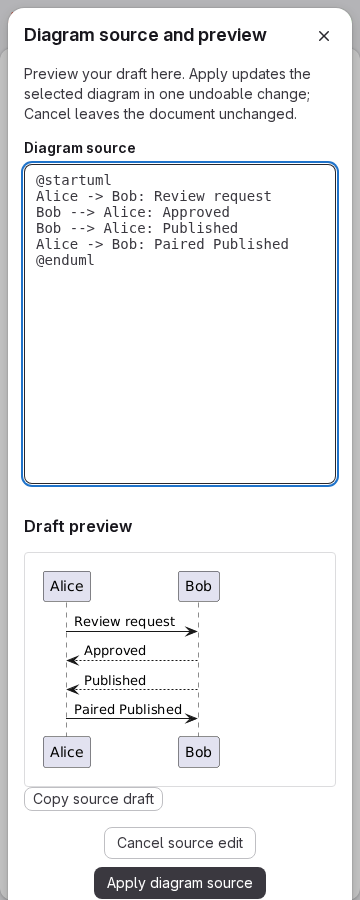 Diagram source and preview
Preview your draft here. Apply updates the
selected diagram in one undoable change;
Cancel leaves the document unchanged.
Diagram source
@startuml
Alice -> Bob: Review request
Bob --> Alice: Approved
Bob --> Alice: Published
Alice -> Bob: Paired Published
@enduml
Draft preview
Alice Bob
Review request
Approved
Published
Paired Published
Alice Bob
Copy source draft
Cancel source edit
Apply diagram source